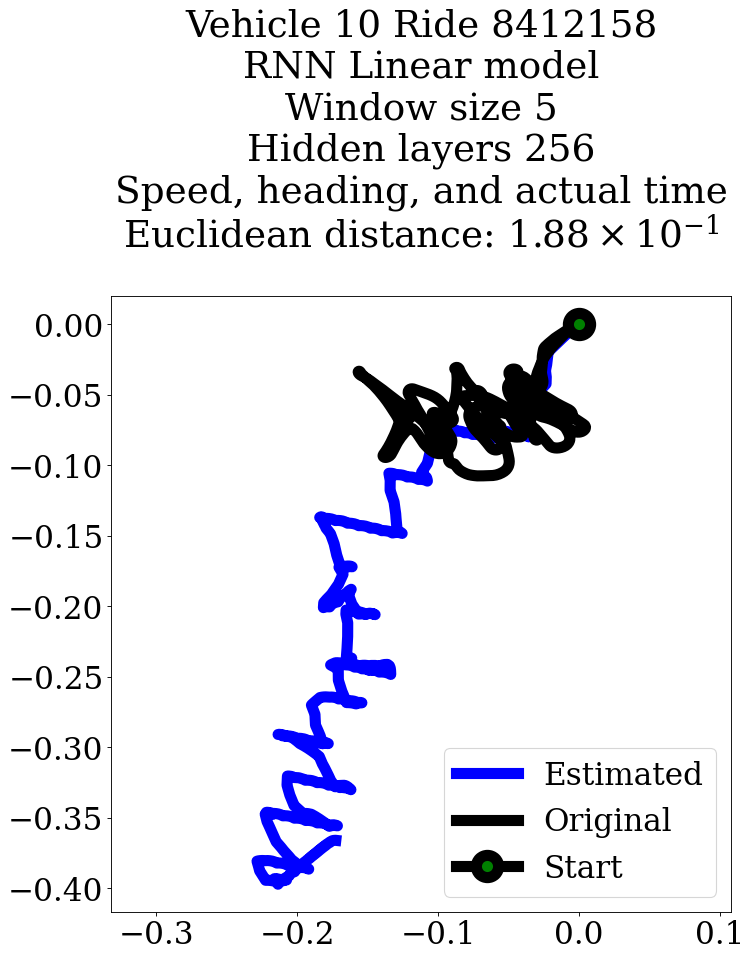 Vehicle 10 Ride 8412158
RNN Linear model
Window size 5
Hidden layers 256
Speed, heading, and actual time
Euclidean distance: 1.88 × 10⁻¹
0.00
−0.05
−0.10
−0.15
−0.20
−0.25
−0.30
−0.35
−0.40
Estimated
Original
Start
−0.3 −0.2 −0.1 0.0 0.1